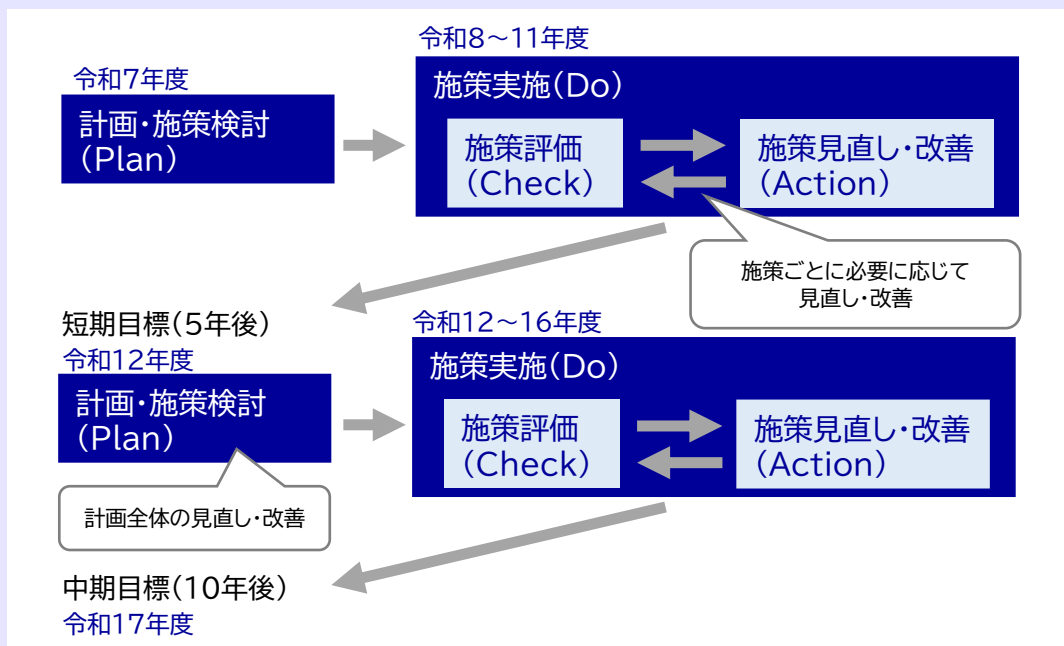 令和7年度
計画・施策検討
(Plan)
令和8～11年度
施策実施(Do)
施策評価
(Check)
施策見直し・改善
(Action)
施策ごとに必要に応じて
見直し・改善
短期目標(5年後)
令和12年度
計画・施策検討
(Plan)
計画全体の見直し・改善
令和12～16年度
施策実施(Do)
施策評価
(Check)
施策見直し・改善
(Action)
中期目標(10年後)
令和17年度